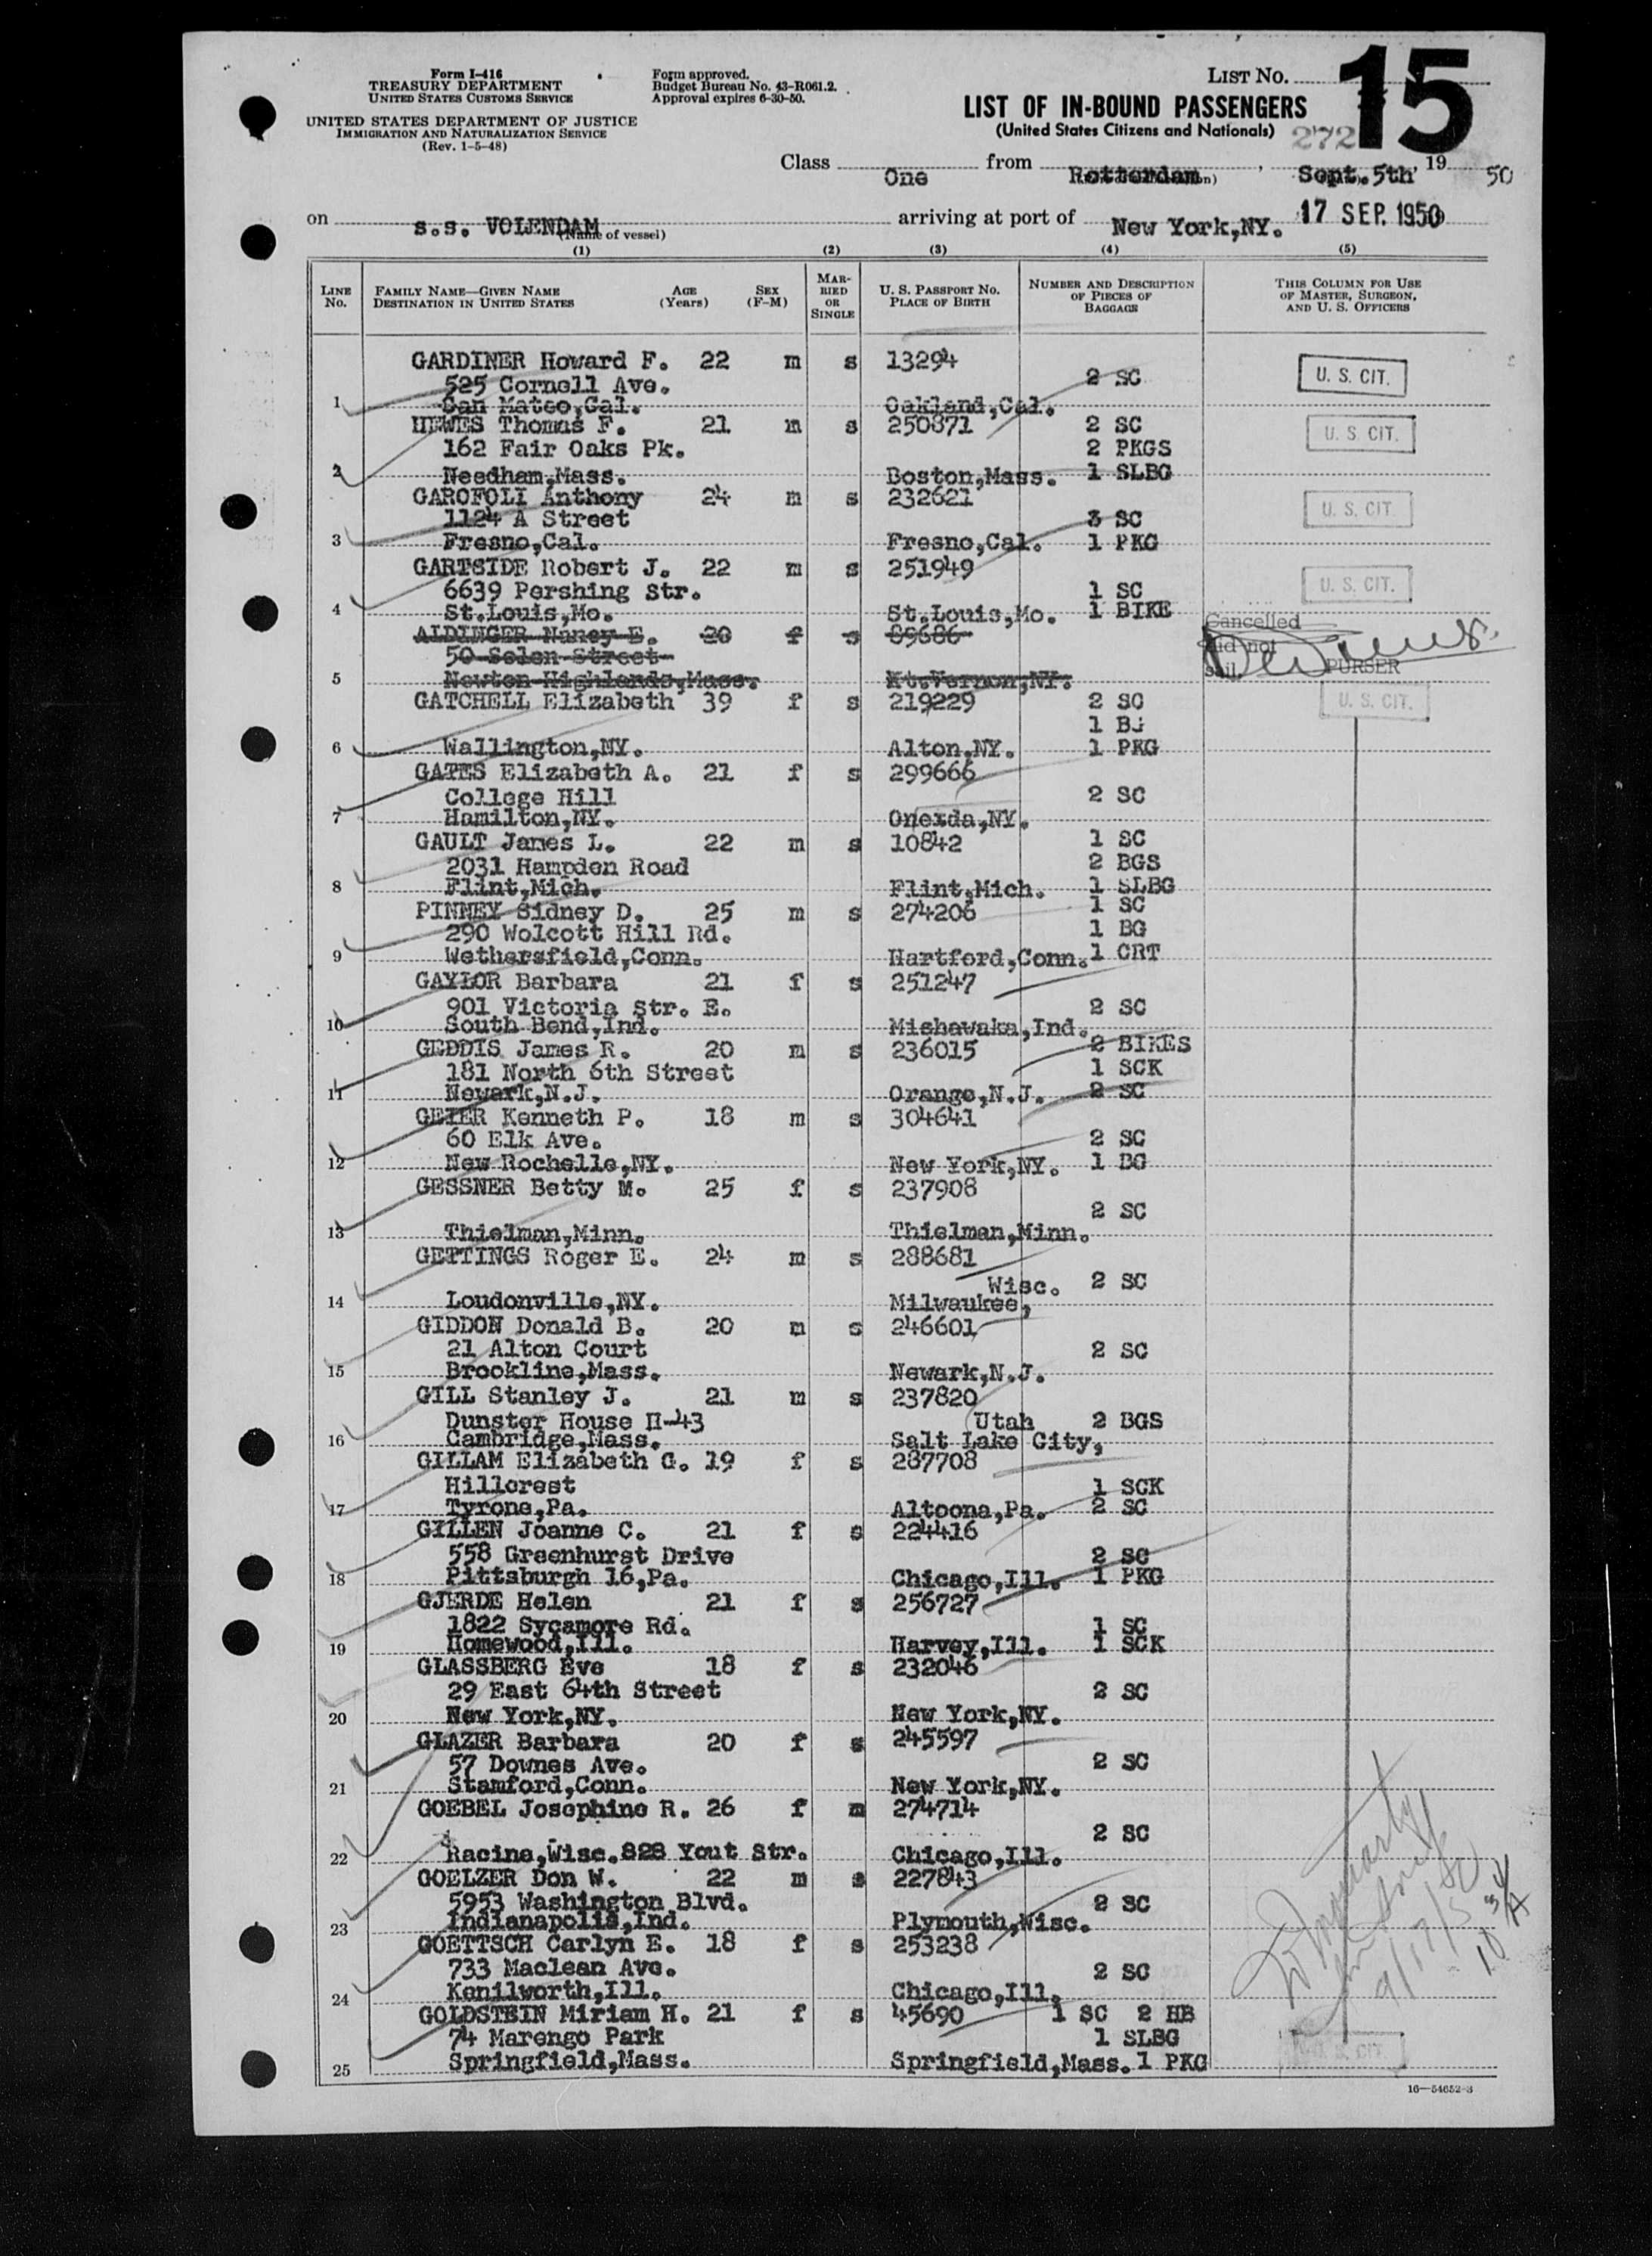 Form I-416
TREASURY DEPARTMENT
UNITED STATES CUSTOMS SERVICE
UNITED STATES DEPARTMENT OF JUSTICE
IMMIGRATION AND NATURALIZATION SERVICE
(Rev. 1-5-48)
Form approved.
Budget Bureau No. 43-R061.2.
Approval expires 6-30-50.
LIST No. 15
LIST OF IN-BOUND PASSENGERS
(United States Citizens and Nationals) 272
Class One from Rotterdam, Sept. 5th, 19 50
on s.s. VOLENDAM (Name of vessel) arriving at port of New York,NY. 17 SEP. 1950
(1) (2) (3) (4) (5)
LINE No. FAMILY NAME—GIVEN NAME DESTINATION IN UNITED STATES AGE (Years) SEX (F-M) MARRIED OR SINGLE U. S. PASSPORT No. PLACE OF BIRTH NUMBER AND DESCRIPTION OF PIECES OF BAGGAGE THIS COLUMN FOR USE OF MASTER, SURGEON, AND U. S. OFFICERS
GARDINER Howard F. 22 m s 13294 U. S. CIT.
525 Cornell Ave. 2 SC
1 San Mateo,Cal. Oakland,Cal.
HEWES Thomas F. 21 m s 250871 2 SC U. S. CIT.
162 Fair Oaks Pk. 2 PKGS
2 Needham,Mass. Boston,Mass. 1 SLBG
GAROFOLI Anthony 24 m s 232621 U. S. CIT
1124 A Street 3 SC
3 Fresno,Cal. Fresno,Cal. 1 PKG
GARTSIDE Robert J. 22 m s 251949 U. S. CIT.
6639 Pershing Str. 1 SC
4 St.Louis,Mo. St.Louis,Mo. 1 BIKE
ALDINGER Nancy E. 20 f s 89686 Cancelled
50 Selen Street did not
5 Newton Highlands,Mass. Mt.Vernon,NY. sail. PURSER
GATCHELL Elizabeth 39 f s 219229 2 SC U. S. CIT.
1 BJ
6 Wallington,NY. Alton,NY. 1 PKG
GATES Elizabeth A. 21 f s 299666
College Hill 2 SC
7 Hamilton,NY. Oneida,NY.
GAULT James L. 22 m s 10842 1 SC
2031 Hampden Road 2 BGS
8 Flint,Mich. Flint,Mich. 1 SLBG
PINNEY Sidney D. 25 m s 274206 1 SC
290 Wolcott Hill Rd. 1 BG
9 Wethersfield,Conn. Hartford,Conn. 1 CRT
GAYLOR Barbara 21 f s 251247
901 Victoria Str. E. 2 SC
10 South Bend,Ind. Mishawaka,Ind.
GEDDIS James R. 20 m s 236015 2 BIKES
181 North 6th Street 1 SCK
11 Newark,N.J. Orange,N.J. 2 SC
GEIER Kenneth P. 18 m s 304641
60 Elk Ave. 2 SC
12 New Rochelle,NY. New York,NY. 1 BG
GESSNER Betty M. 25 f s 237908
2 SC
13 Thielman,Minn. Thielman,Minn.
GETTINGS Roger E. 24 m s 288681
Wisc. 2 SC
14 Loudonville,NY. Milwaukee,
GIDDON Donald B. 20 m s 246601
21 Alton Court 2 SC
15 Brookline,Mass. Newark,N.J.
GILL Stanley J. 21 m s 237820
Dunster House H-43 Utah 2 BGS
16 Cambridge,Mass. Salt Lake City,
GILLAM Elizabeth G. 19 f s 287708
Hillcrest 1 SCK
17 Tyrone,Pa. Altoona,Pa. 2 SC
GILLEN Joanne C. 21 f s 224416
558 Greenhurst Drive 2 SC
18 Pittsburgh 16,Pa. Chicago,Ill. 1 PKG
GJERDE Helen 21 f s 256727
1822 Sycamore Rd. 1 SC
19 Homewood,Ill. Harvey,Ill. 1 SCK
GLASSBERG Eve 18 f s 232046
29 East 64th Street 2 SC
20 New York,NY. New York,NY.
GLAZER Barbara 20 f s 245597
57 Downes Ave. 2 SC
21 Stamford,Conn. New York,NY.
GOEBEL Josephine R. 26 f m 274714
2 SC
22 Racine,Wisc. 828 Yout Str. Chicago,Ill.
GOELZER Don W. 22 m s 227843
5953 Washington Blvd. 2 SC
23 Indianapolis,Ind. Plymouth,Wisc.
GOETTSCH Carlyn E. 18 f s 253238
733 Maclean Ave. 2 SC
24 Kenilworth,Ill. Chicago,Ill.
GOLDSTEIN Miriam H. 21 f s 45690 1 SC 2 HB
74 Marengo Park 1 SLBG
25 Springfield,Mass. Springfield,Mass. 1 PKG U. S. CIT.
9/17/50
16—54652-3